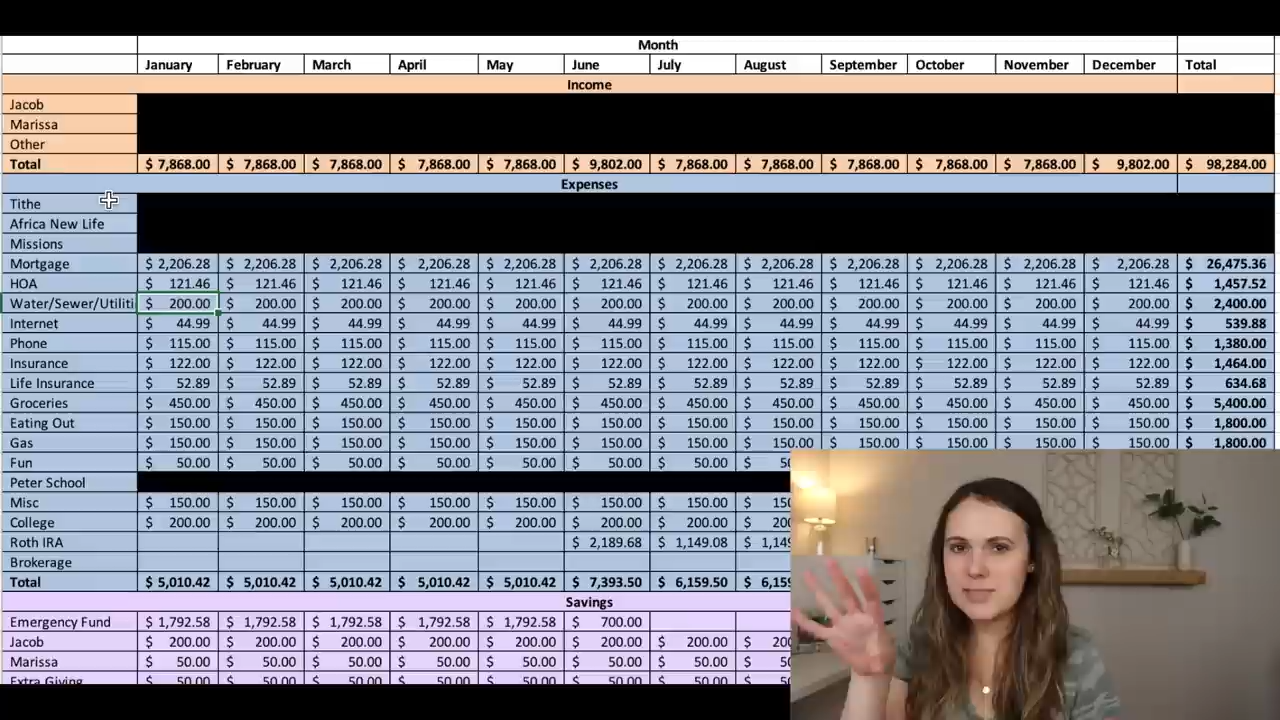 Month
January February March April May June July August September October November December Total
Income
Jacob
Marissa
Other
Total $ 7,868.00 $ 7,868.00 $ 7,868.00 $ 7,868.00 $ 7,868.00 $ 9,802.00 $ 7,868.00 $ 7,868.00 $ 7,868.00 $ 7,868.00 $ 7,868.00 $ 9,802.00 $ 98,284.00
Expenses
Tithe
Africa New Life
Missions
Mortgage $ 2,206.28 $ 2,206.28 $ 2,206.28 $ 2,206.28 $ 2,206.28 $ 2,206.28 $ 2,206.28 $ 2,206.28 $ 2,206.28 $ 2,206.28 $ 2,206.28 $ 2,206.28 $ 26,475.36
HOA $ 121.46 $ 121.46 $ 121.46 $ 121.46 $ 121.46 $ 121.46 $ 121.46 $ 121.46 $ 121.46 $ 121.46 $ 121.46 $ 121.46 $ 1,457.52
Water/Sewer/Utiliti $ 200.00 $ 200.00 $ 200.00 $ 200.00 $ 200.00 $ 200.00 $ 200.00 $ 200.00 $ 200.00 $ 200.00 $ 200.00 $ 200.00 $ 2,400.00
Internet $ 44.99 $ 44.99 $ 44.99 $ 44.99 $ 44.99 $ 44.99 $ 44.99 $ 44.99 $ 44.99 $ 44.99 $ 44.99 $ 44.99 $ 539.88
Phone $ 115.00 $ 115.00 $ 115.00 $ 115.00 $ 115.00 $ 115.00 $ 115.00 $ 115.00 $ 115.00 $ 115.00 $ 115.00 $ 115.00 $ 1,380.00
Insurance $ 122.00 $ 122.00 $ 122.00 $ 122.00 $ 122.00 $ 122.00 $ 122.00 $ 122.00 $ 122.00 $ 122.00 $ 122.00 $ 122.00 $ 1,464.00
Life Insurance $ 52.89 $ 52.89 $ 52.89 $ 52.89 $ 52.89 $ 52.89 $ 52.89 $ 52.89 $ 52.89 $ 52.89 $ 52.89 $ 52.89 $ 634.68
Groceries $ 450.00 $ 450.00 $ 450.00 $ 450.00 $ 450.00 $ 450.00 $ 450.00 $ 450.00 $ 450.00 $ 450.00 $ 450.00 $ 450.00 $ 5,400.00
Eating Out $ 150.00 $ 150.00 $ 150.00 $ 150.00 $ 150.00 $ 150.00 $ 150.00 $ 150.00 $ 150.00 $ 150.00 $ 150.00 $ 150.00 $ 1,800.00
Gas $ 150.00 $ 150.00 $ 150.00 $ 150.00 $ 150.00 $ 150.00 $ 150.00 $ 150.00 $ 150.00 $ 150.00 $ 150.00 $ 150.00 $ 1,800.00
Fun $ 50.00 $ 50.00 $ 50.00 $ 50.00 $ 50.00 $ 50.00 $ 50.00 $ 50
Peter School
Misc $ 150.00 $ 150.00 $ 150.00 $ 150.00 $ 150.00 $ 150.00 $ 150.00 $ 150
College $ 200.00 $ 200.00 $ 200.00 $ 200.00 $ 200.00 $ 200.00 $ 200.00 $ 200
Roth IRA $ 2,189.68 $ 1,149.08 $ 1,149
Brokerage
Total $ 5,010.42 $ 5,010.42 $ 5,010.42 $ 5,010.42 $ 5,010.42 $ 7,393.50 $ 6,159.50 $ 6,159
Savings
Emergency Fund $ 1,792.58 $ 1,792.58 $ 1,792.58 $ 1,792.58 $ 1,792.58 $ 700.00
Jacob $ 200.00 $ 200.00 $ 200.00 $ 200.00 $ 200.00 $ 200.00 $ 200.00 $ 200
Marissa $ 50.00 $ 50.00 $ 50.00 $ 50.00 $ 50.00 $ 50.00 $ 50.00 $ 50
Extra Giving $ 50.00 $ 50.00 $ 50.00 $ 50.00 $ 50.00 $ 50.00 $ 50.00 $ 50